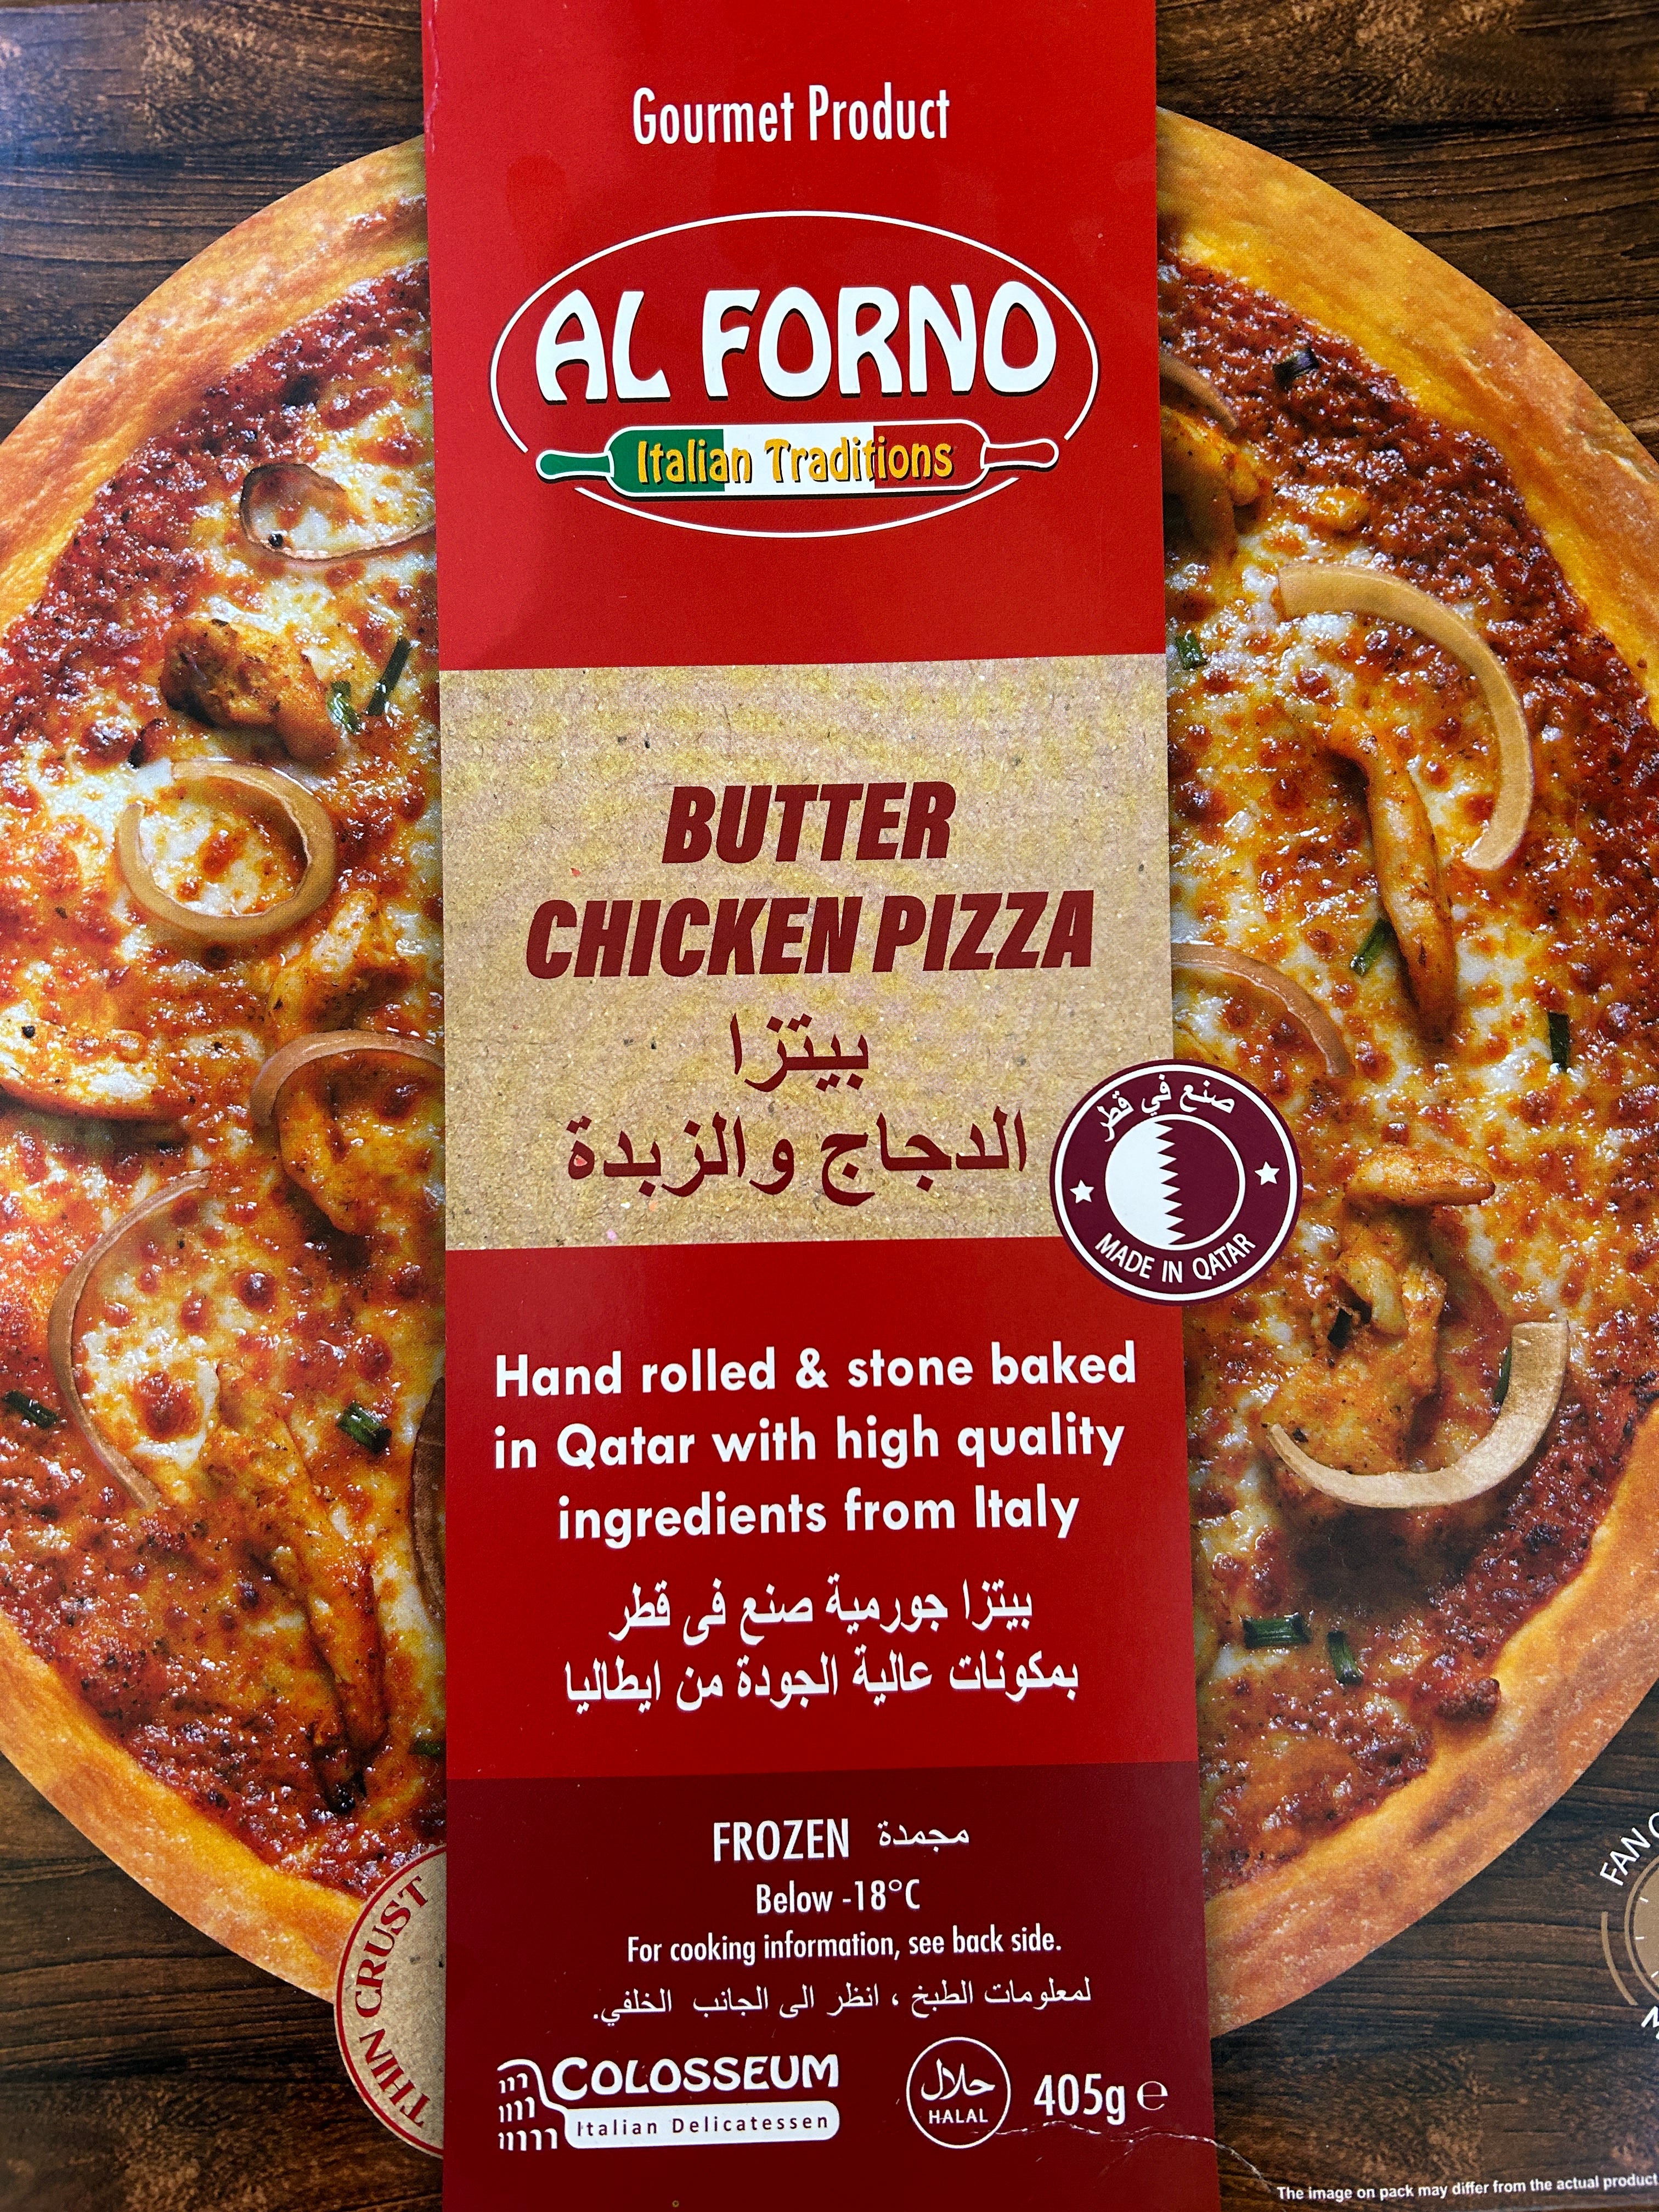 Gourmet Product
AL FORNO
Italian Traditions
BUTTER
CHICKEN PIZZA
بيتزا
الدجاج والزبدة
صنع في قطر
MADE IN QATAR
Hand rolled & stone baked
in Qatar with high quality
ingredients from Italy
بيتزا جورمية صنع فى قطر
بمكونات عالية الجودة من ايطاليا
FROZEN مجمدة
Below -18°C
For cooking information, see back side.
لمعلومات الطبخ ، انظر الى الجانب الخلفي.
THIN CRUST
FAN
COLOSSEUM
Italian Delicatessen
حلال
HALAL
405g e
The image on pack may differ from the actual product